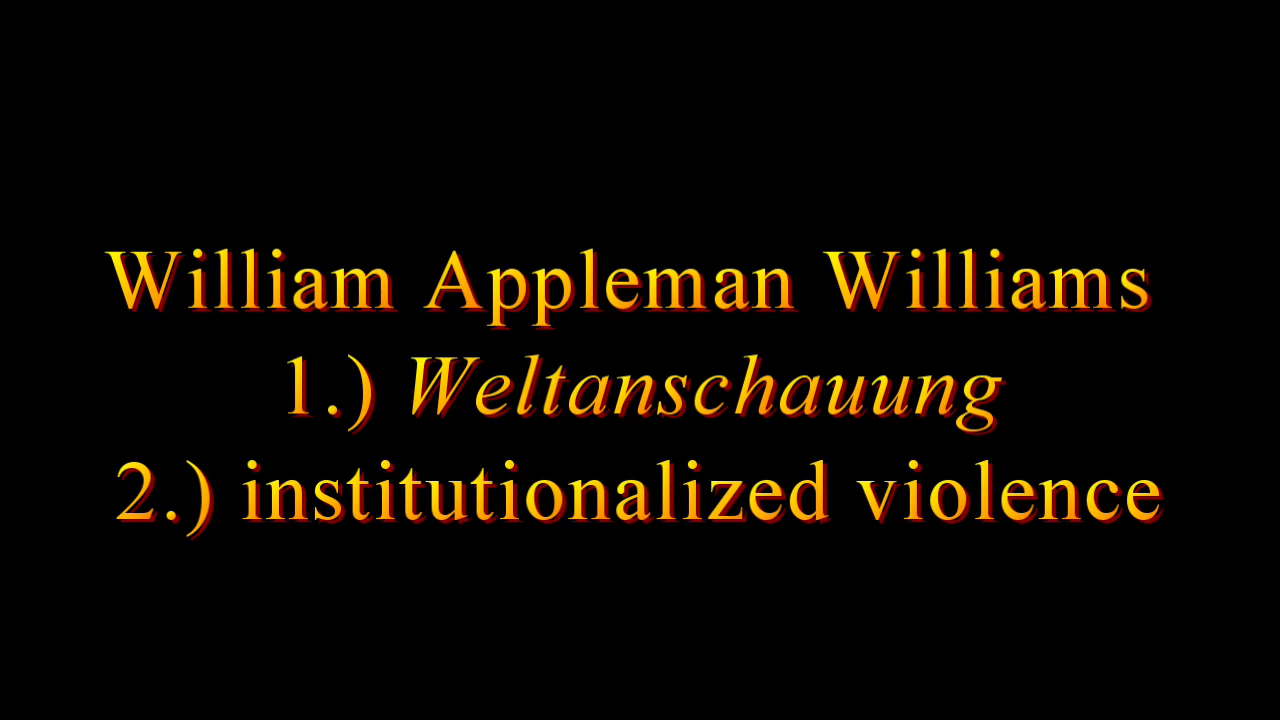 William Appleman Williams
1.) Weltanschauung
2.) institutionalized violence